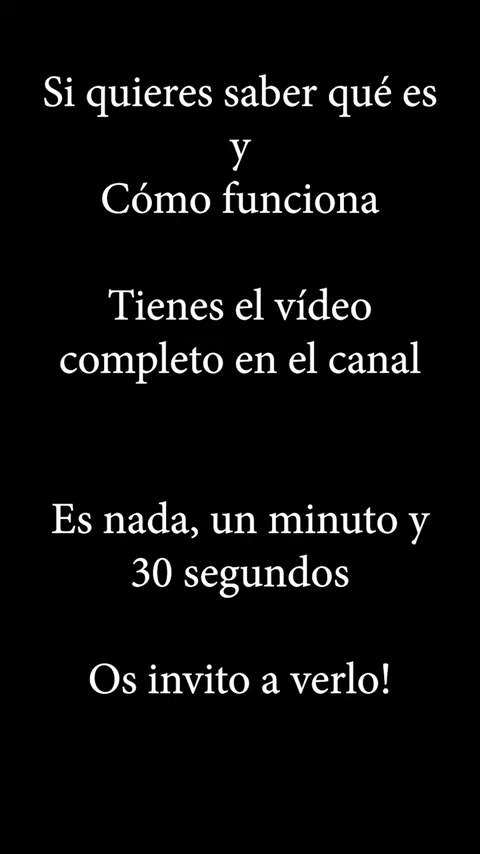 Si quieres saber qué es
y
Cómo funciona
Tienes el vídeo
completo en el canal
Es nada, un minuto y
30 segundos
Os invito a verlo!